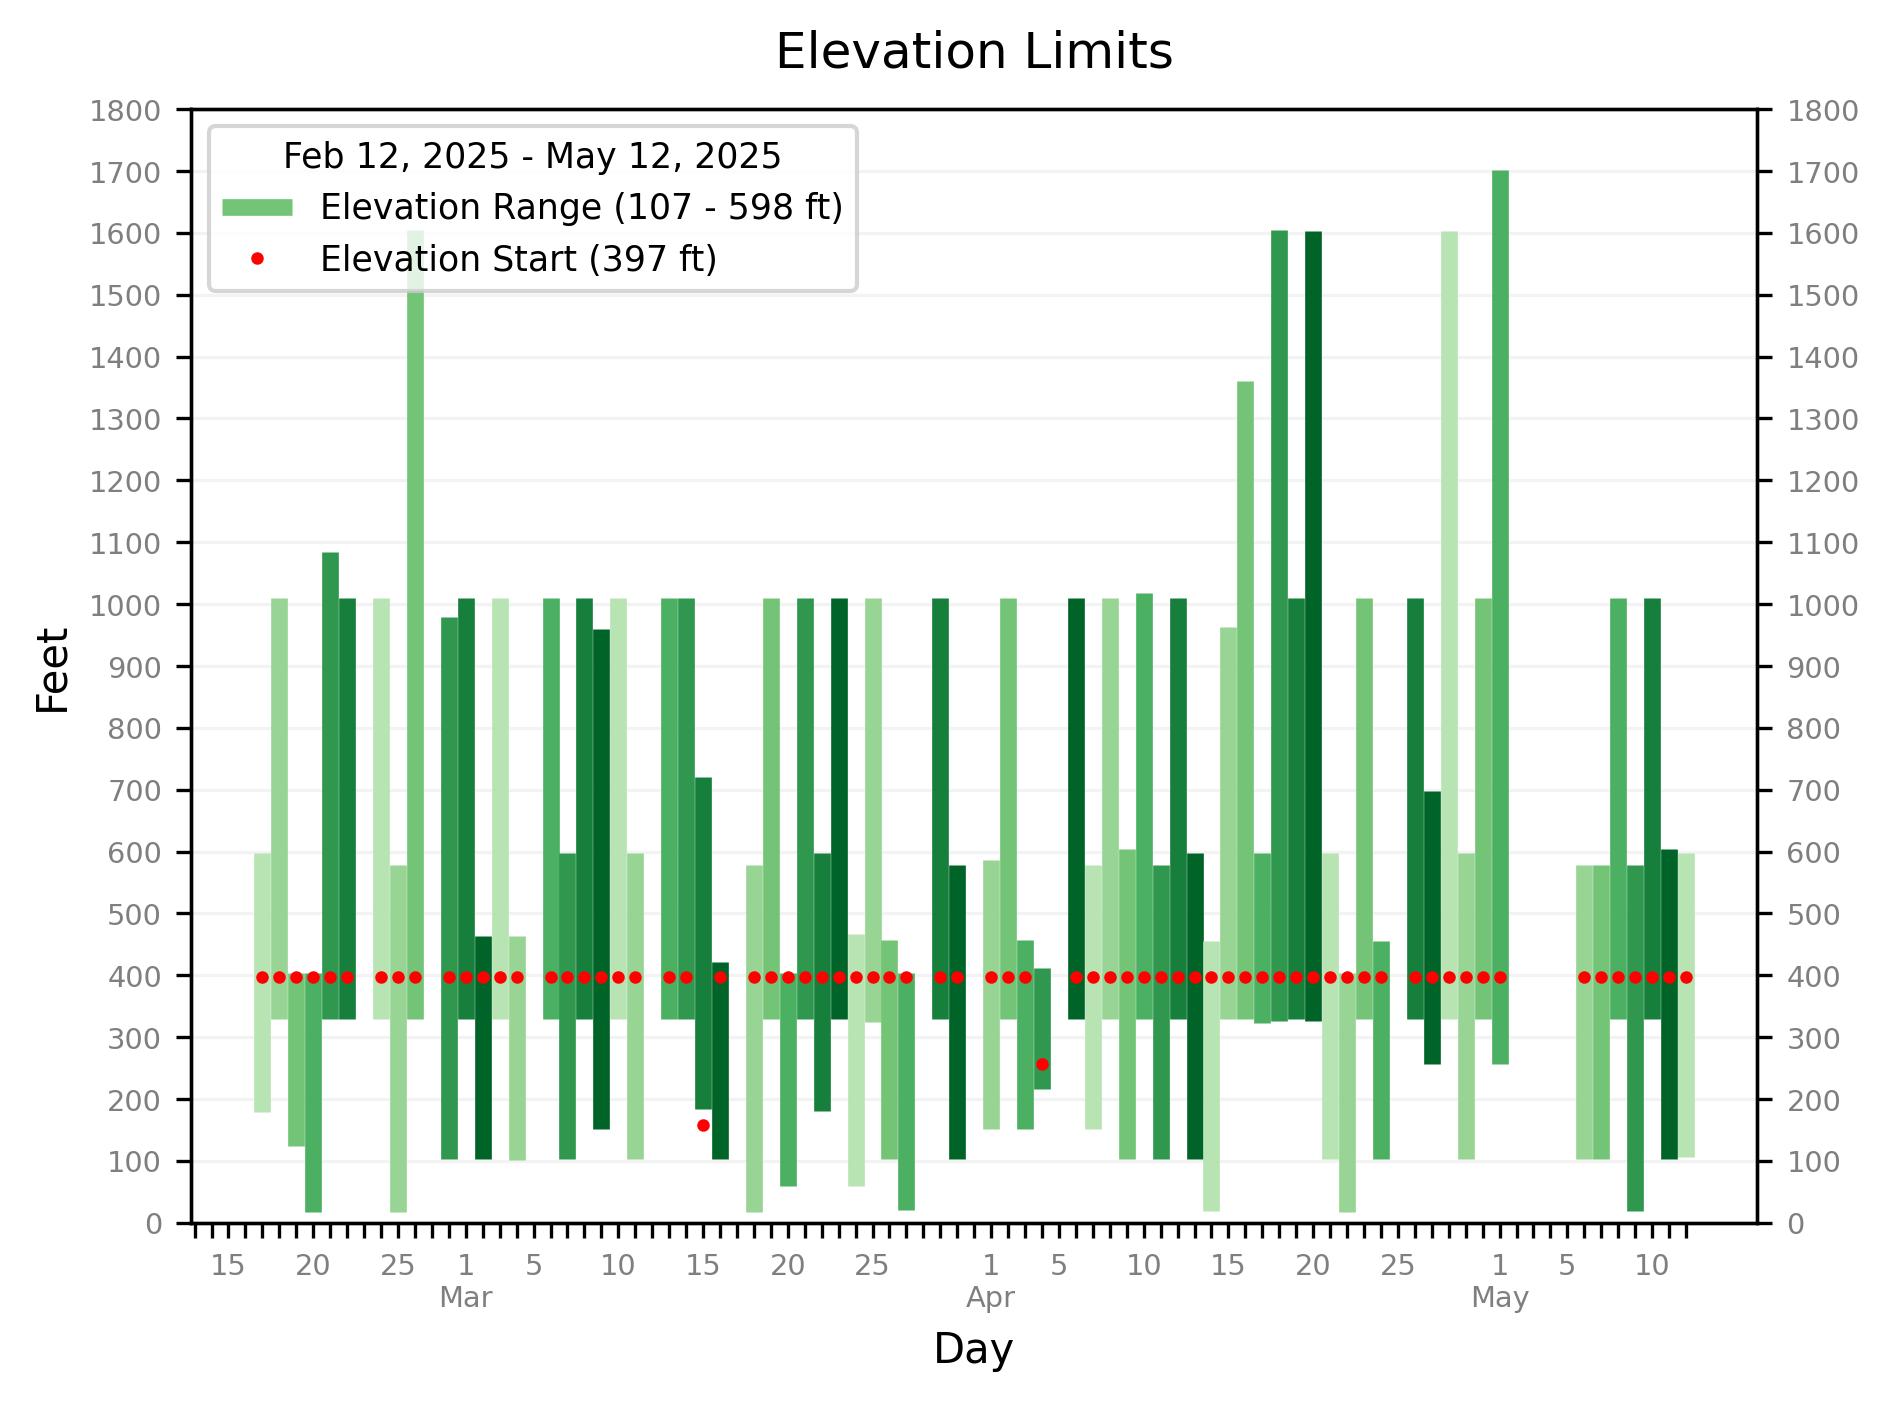 Elevation Limits
Feb 12, 2025 - May 12, 2025
Elevation Range (107 - 598 ft)
Elevation Start (397 ft)
1800 1800
1700 1700
1600 1600
1500 1500
1400 1400
1300 1300
1200 1200
1100 1100
1000 1000
900 900
800 800
700 700
600 600
500 500
400 400
300 300
200 200
100 100
0 0
Feet
15 20 25 1 5 10 15 20 25 1 5 10 15 20 25 1 5 10
Mar Apr May
Day